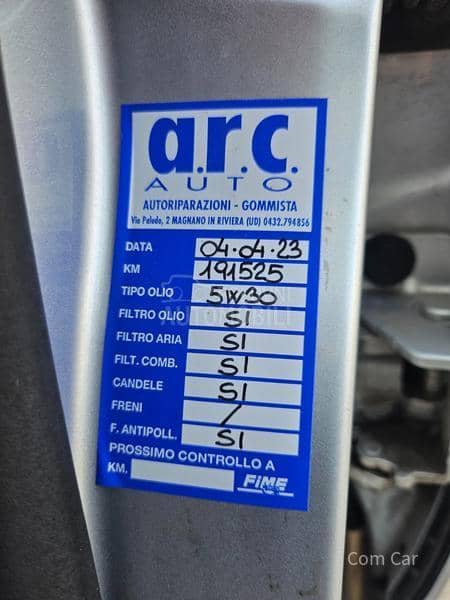 a.r.c.
AUTO
AUTORIPARAZIONI - GOMMISTA
Via Paledo, 2 MAGNANO IN RIVIERA (UD) 0432.794856
DATA 04.04.23
KM 191525
TIPO OLIO 5W30
FILTRO OLIO SI
FILTRO ARIA SI
FILT. COMB. SI
CANDELE SI
FRENI /
F. ANTIPOLL. SI
PROSSIMO CONTROLLO A
KM.
FIME
Com Car